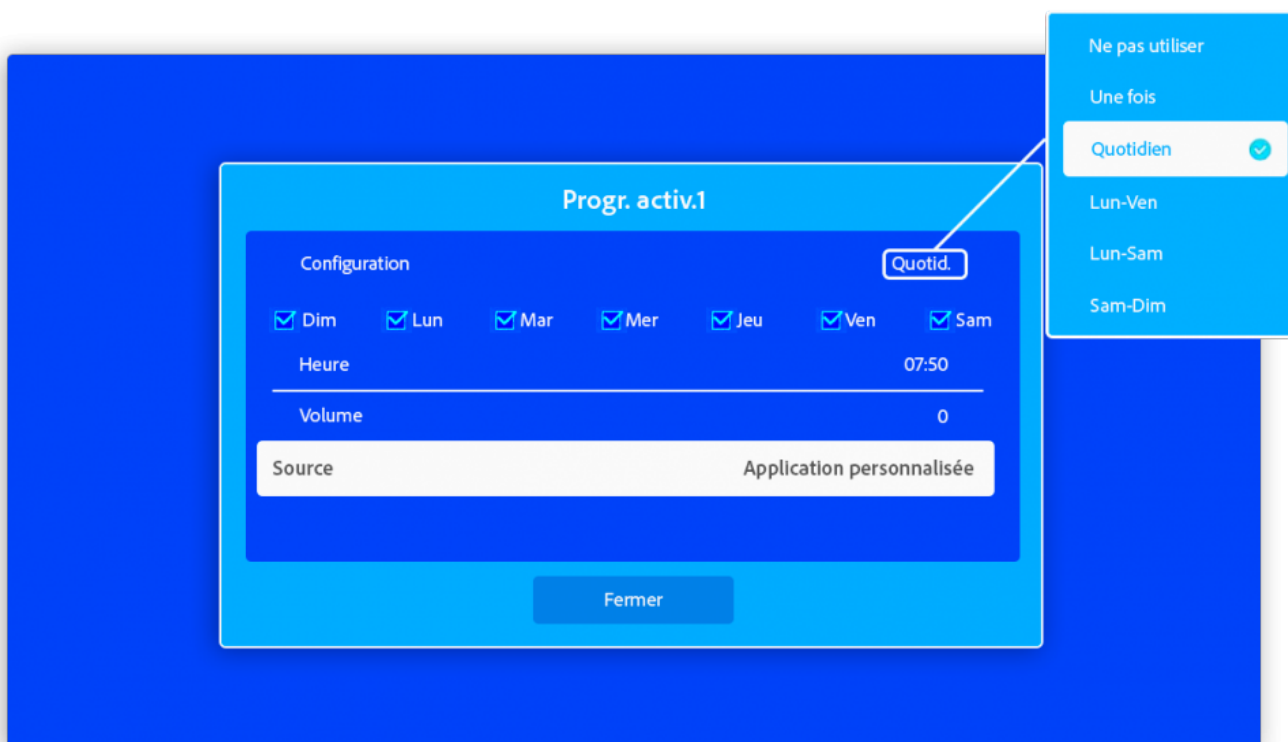 Progr. activ.1
Configuration Quotid.
Dim Lun Mar Mer Jeu Ven Sam
Heure 07:50
Volume 0
Source Application personnalisée
Fermer
Ne pas utiliser
Une fois
Quotidien
Lun-Ven
Lun-Sam
Sam-Dim